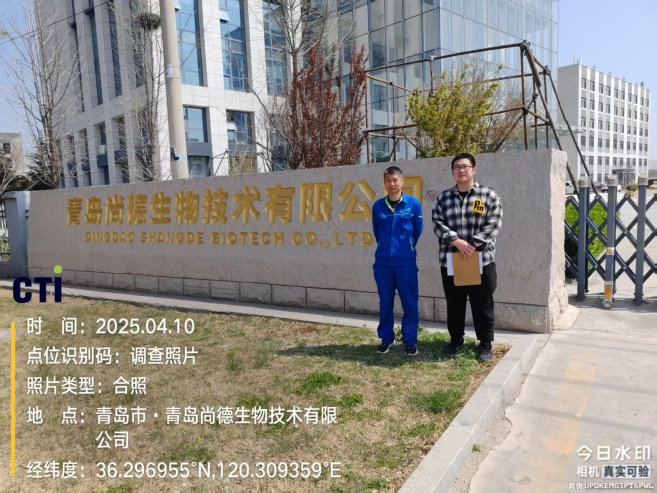 青岛尚德生物技术有限公司
QINGDAO SHANGDE BIOTECH CO.,LTD
CTI
时 间：2025.04.10
点位识别码：调查照片
照片类型：合照
地 点：青岛市·青岛尚德生物技术有限
公司
经纬度：36.296955°N,120.309359°E
今日水印
相机 真实可验
防伪 UPDKEMG3PT6PWL